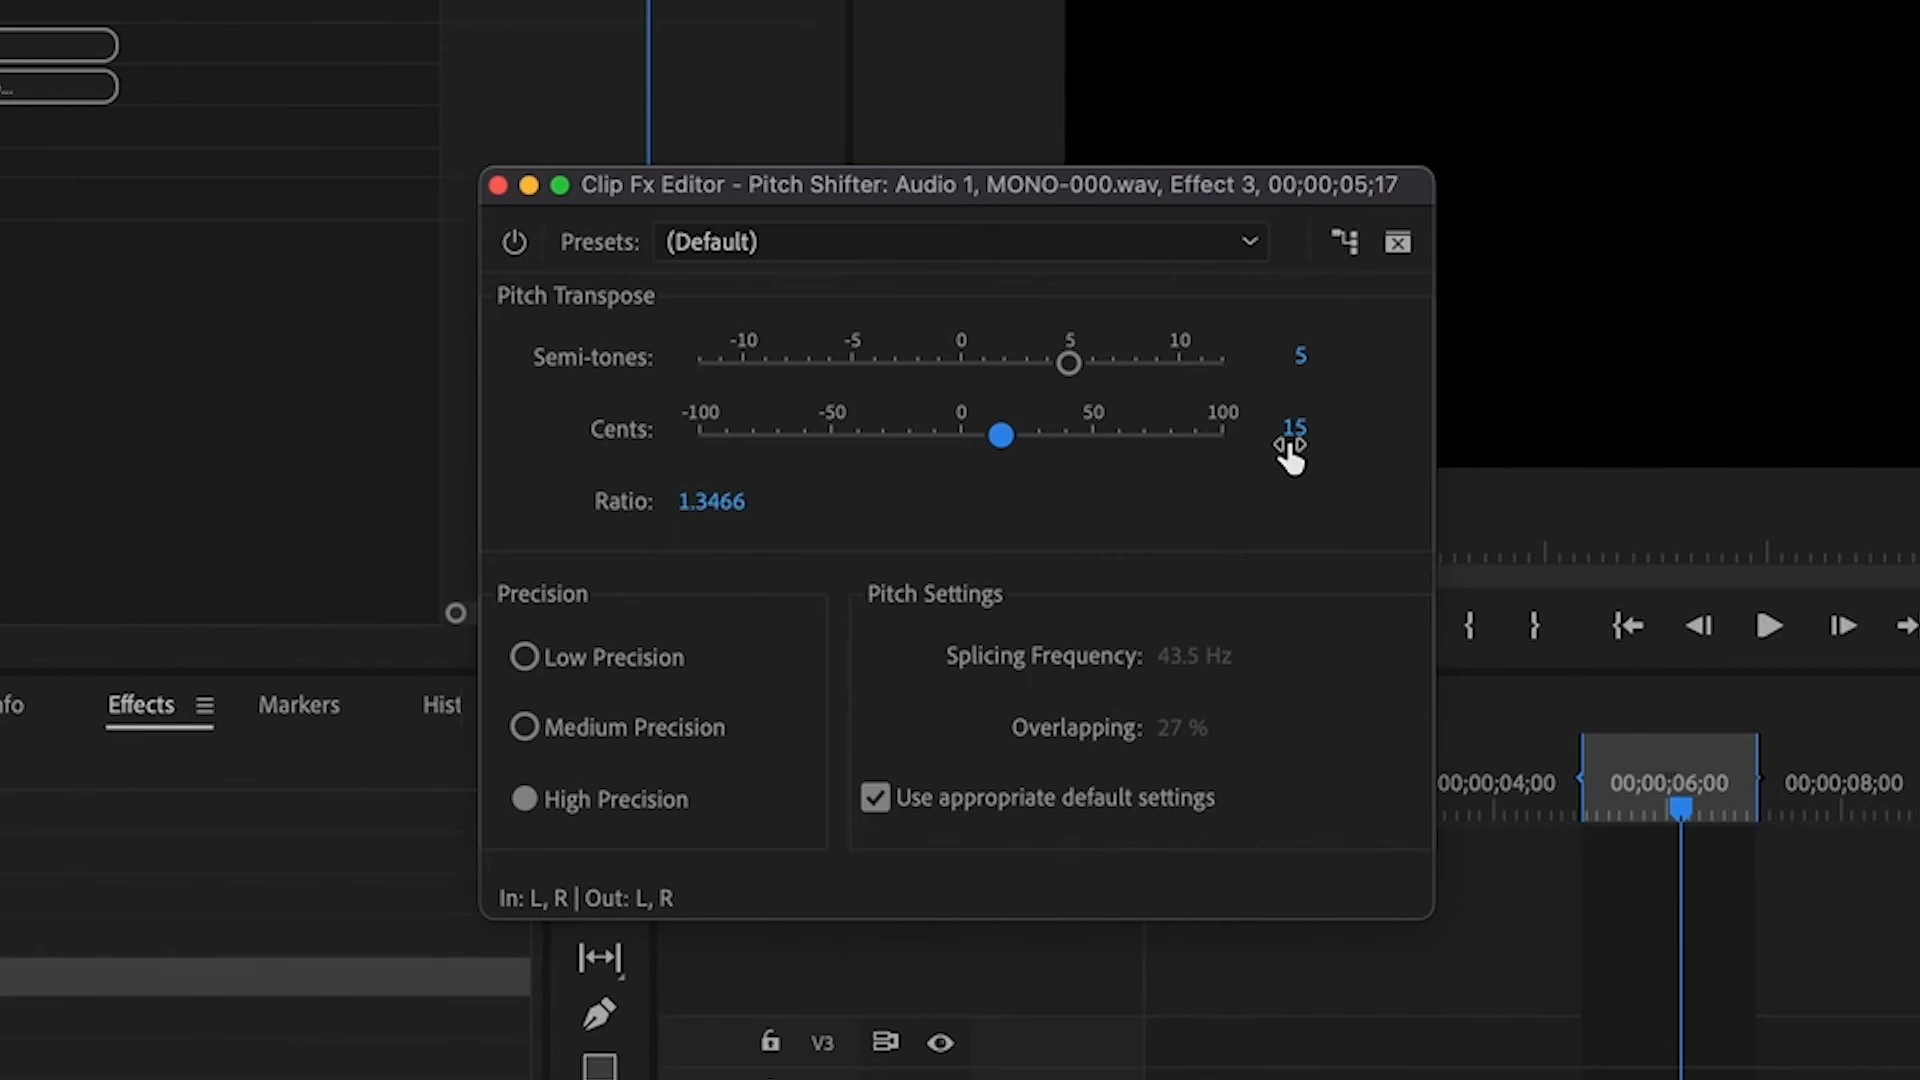 ...
Clip Fx Editor - Pitch Shifter: Audio 1, MONO-000.wav, Effect 3, 00;00;05;17
Presets: (Default)
Pitch Transpose
-10 -5 0 5 10
Semi-tones: 5
-100 -50 0 50 100
Cents: 15
Ratio: 1.3466
Precision
Low Precision
Medium Precision
High Precision
Pitch Settings
Splicing Frequency: 43.5 Hz
Overlapping: 27 %
Use appropriate default settings
In: L, R | Out: L, R
nfo Effects Markers Hist
00;00;04;00 00;00;06;00 00;00;08;00
V3